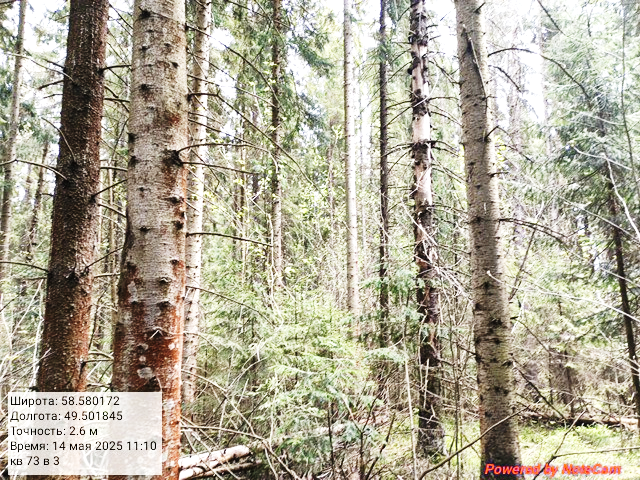 Широта: 58.580172
Долгота: 49.501845
Точность: 2.6 м
Время: 14 мая 2025 11:10
кв 73 в 3
Powered by NoteCam